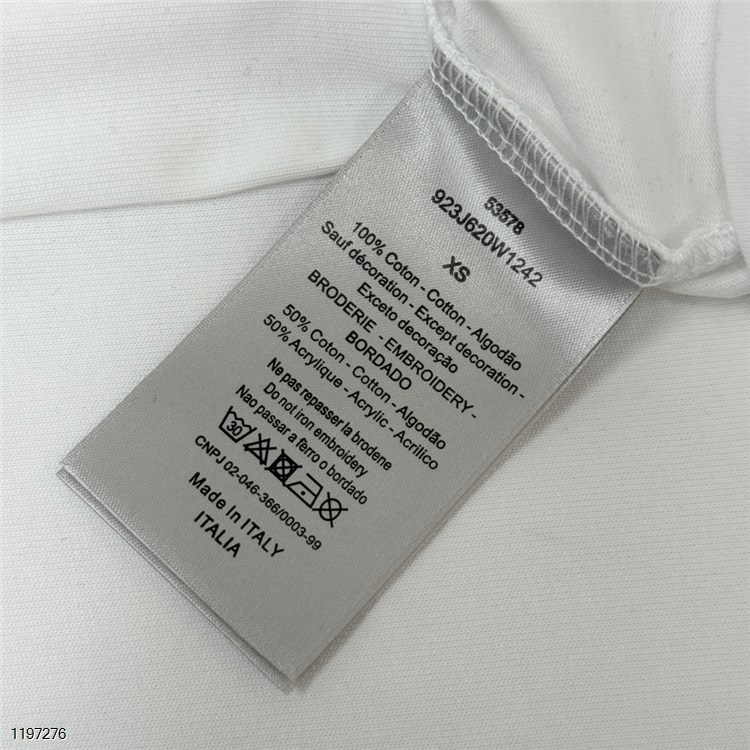 53578
923J620W1242
XS
100% Coton - Cotton - Algodão
Sauf décoration - Except decoration -
Exceto decoração
BRODERIE - EMBROIDERY -
BORDADO
50% Coton - Cotton - Algodão
50% Acrylique - Acrylic - Acrilico
Ne pas repasser la brodene
Do not iron embroidery
Nao passar a ferro o bordado
30
CNPJ 02-046-366/0003-99
Made In ITALY
ITALIA
1197276